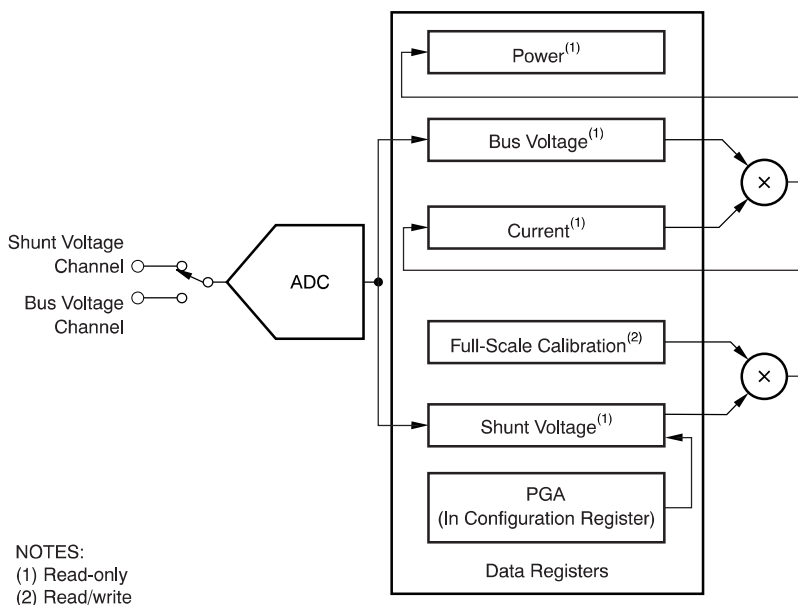 Power(1)
Bus Voltage(1)
×
Shunt Voltage
Channel
Current(1)
ADC
Bus Voltage
Channel
Full-Scale Calibration(2)
×
Shunt Voltage(1)
PGA
(In Configuration Register)
NOTES:
(1) Read-only
(2) Read/write
Data Registers